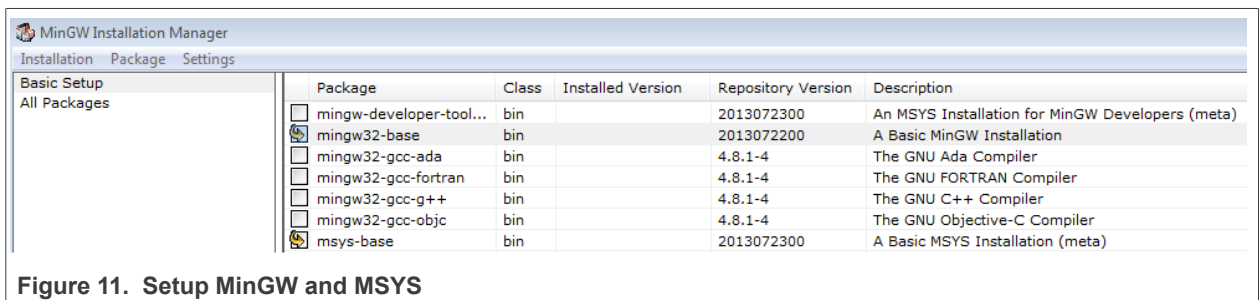 MinGW Installation Manager
Installation Package Settings
Basic Setup
All Packages
Package Class Installed Version Repository Version Description
mingw-developer-tool... bin 2013072300 An MSYS Installation for MinGW Developers (meta)
mingw32-base bin 2013072200 A Basic MinGW Installation
mingw32-gcc-ada bin 4.8.1-4 The GNU Ada Compiler
mingw32-gcc-fortran bin 4.8.1-4 The GNU FORTRAN Compiler
mingw32-gcc-g++ bin 4.8.1-4 The GNU C++ Compiler
mingw32-gcc-objc bin 4.8.1-4 The GNU Objective-C Compiler
msys-base bin 2013072300 A Basic MSYS Installation (meta)
Figure 11. Setup MinGW and MSYS